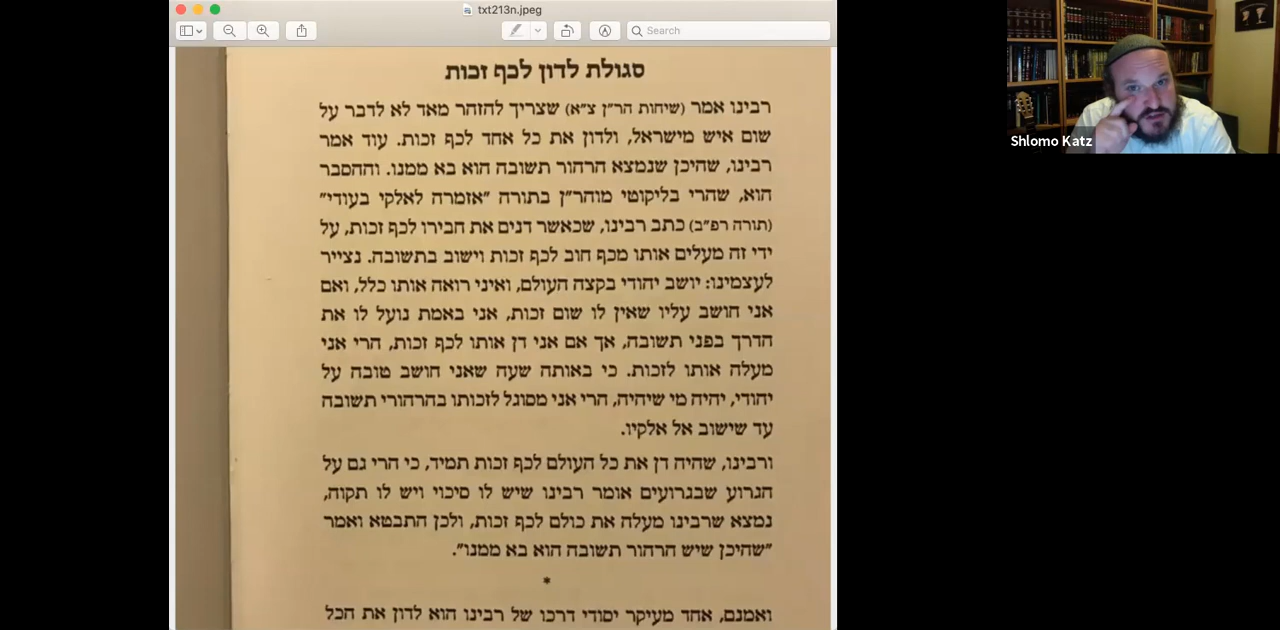 txt213n.jpeg
Search
סגולת לדון לכף זכות
רבינו אמר (שיחות הר״ן צ״א) שצריך להזהר מאד לא לדבר על
שום איש מישראל, ולדון את כל אחד לכף זכות. עוד אמר
רבינו, שהיכן שנמצא הרהור תשובה הוא בא ממנו. וההסבר
הוא, שהרי בליקוטי מוהר״ן בתורה ״אזמרה לאלקי בעודי״
(תורה רפ״ב) כתב רבינו, שכאשר דנים את חבירו לכף זכות, על
ידי זה מעלים אותו מכף חוב לכף זכות וישוב בתשובה. נצייר
לעצמינו: יושב יהודי בקצה העולם, ואיני רואה אותו כלל, ואם
אני חושב עליו שאין לו שום זכות, אני באמת נועל לו את
הדרך בפני תשובה, אך אם אני דן אותו לכף זכות, הרי אני
מעלה אותו לזכות. כי באותה שעה שאני חושב טובה על
יהודי, יהיה מי שיהיה, הרי אני מסוגל לזכותו בהרהורי תשובה
עד שישוב אל אלקיו.
ורבינו, שהיה דן את כל העולם לכף זכות תמיד, כי הרי גם על
הגרוע שבגרועים אומר רבינו שיש לו סיכוי ויש לו תקוה,
נמצא שרבינו מעלה את כולם לכף זכות, ולכן התבטא ואמר
״שהיכן שיש הרהור תשובה הוא בא ממנו״.
*
ואמנם, אחד מעיקר יסודי דרכו של רבינו הוא לדון את הכל
Shlomo Katz